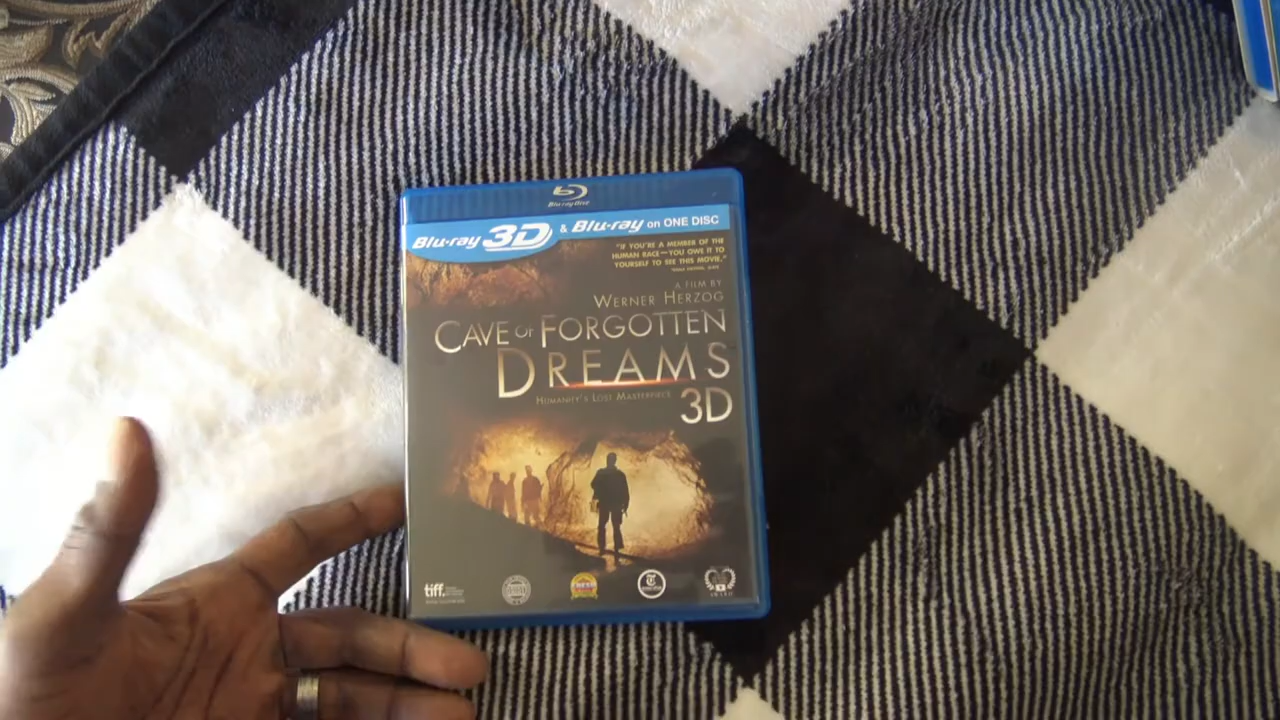 Blu-ray Disc
Blu-ray 3D & Blu-ray on ONE DISC
"IF YOU'RE A MEMBER OF THE
HUMAN RACE—YOU OWE IT TO
YOURSELF TO SEE THIS MOVIE."
A FILM BY
WERNER HERZOG
CAVE OF FORGOTTEN
DREAMS
HUMANITY'S LOST MASTERPIECE
3D
tiff.